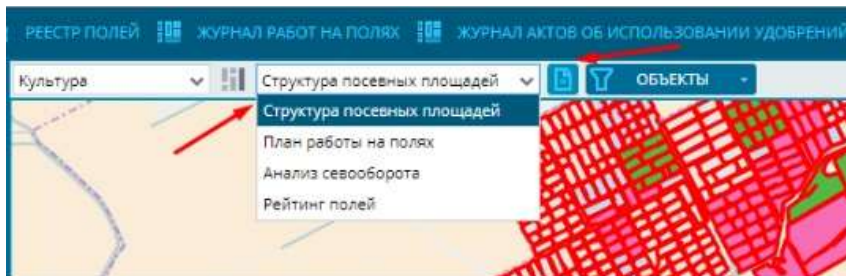 РЕЕСТР ПОЛЕЙ ЖУРНАЛ РАБОТ НА ПОЛЯХ ЖУРНАЛ АКТОВ ОБ ИСПОЛЬЗОВАНИИ УДОБРЕНИЙ
Культура Структура посевных площадей ОБЪЕКТЫ
Структура посевных площадей
План работы на полях
Анализ севооборота
Рейтинг полей